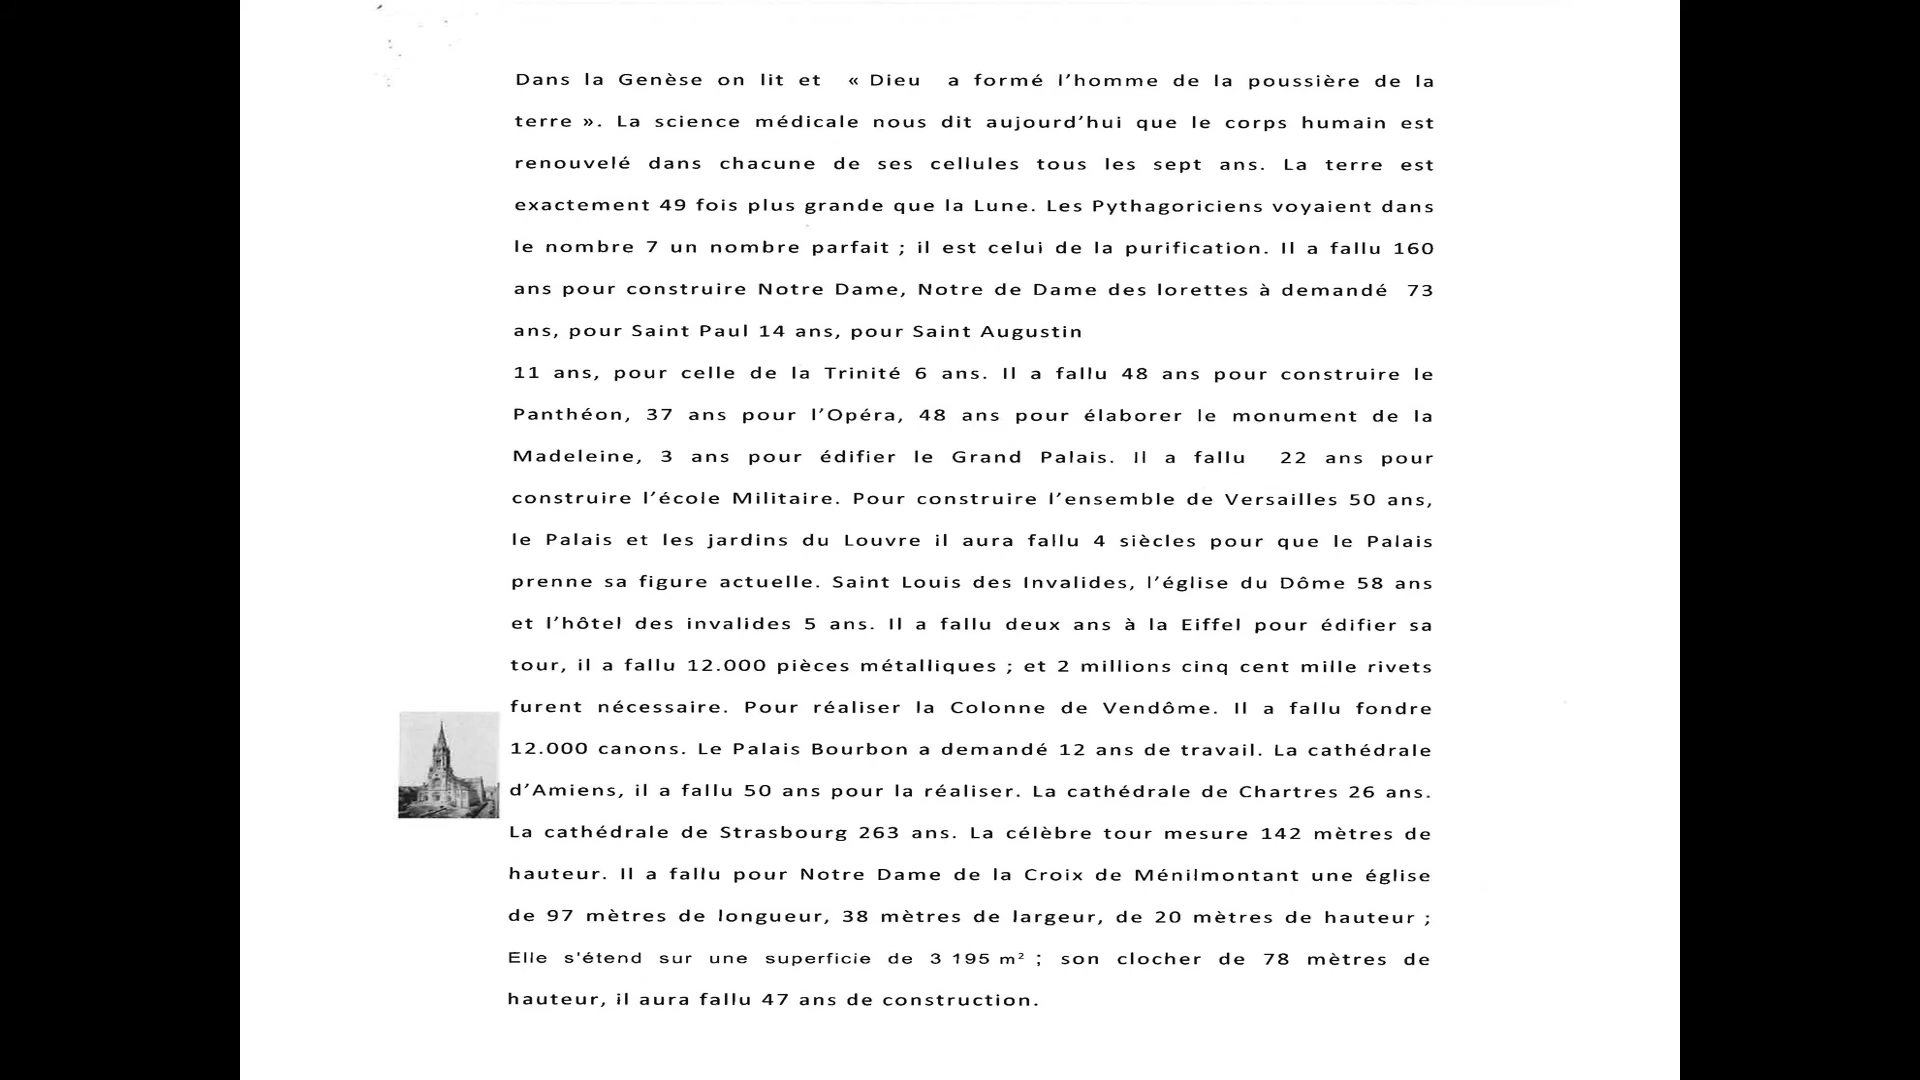 Dans la Genèse on lit et « Dieu a formé l’homme de la poussière de la
terre ». La science médicale nous dit aujourd’hui que le corps humain est
renouvelé dans chacune de ses cellules tous les sept ans. La terre est
exactement 49 fois plus grande que la Lune. Les Pythagoriciens voyaient dans
le nombre 7 un nombre parfait ; il est celui de la purification. Il a fallu 160
ans pour construire Notre Dame, Notre de Dame des lorettes à demandé 73
ans, pour Saint Paul 14 ans, pour Saint Augustin
11 ans, pour celle de la Trinité 6 ans. Il a fallu 48 ans pour construire le
Panthéon, 37 ans pour l’Opéra, 48 ans pour élaborer le monument de la
Madeleine, 3 ans pour édifier le Grand Palais. Il a fallu 22 ans pour
construire l’école Militaire. Pour construire l’ensemble de Versailles 50 ans,
le Palais et les jardins du Louvre il aura fallu 4 siècles pour que le Palais
prenne sa figure actuelle. Saint Louis des Invalides, l’église du Dôme 58 ans
et l’hôtel des invalides 5 ans. Il a fallu deux ans à la Eiffel pour édifier sa
tour, il a fallu 12.000 pièces métalliques ; et 2 millions cinq cent mille rivets
furent nécessaire. Pour réaliser la Colonne de Vendôme. Il a fallu fondre
12.000 canons. Le Palais Bourbon a demandé 12 ans de travail. La cathédrale
d’Amiens, il a fallu 50 ans pour la réaliser. La cathédrale de Chartres 26 ans.
La cathédrale de Strasbourg 263 ans. La célèbre tour mesure 142 mètres de
hauteur. Il a fallu pour Notre Dame de la Croix de Ménilmontant une église
de 97 mètres de longueur, 38 mètres de largeur, de 20 mètres de hauteur ;
Elle s'étend sur une superficie de 3 195 m² ; son clocher de 78 mètres de
hauteur, il aura fallu 47 ans de construction.